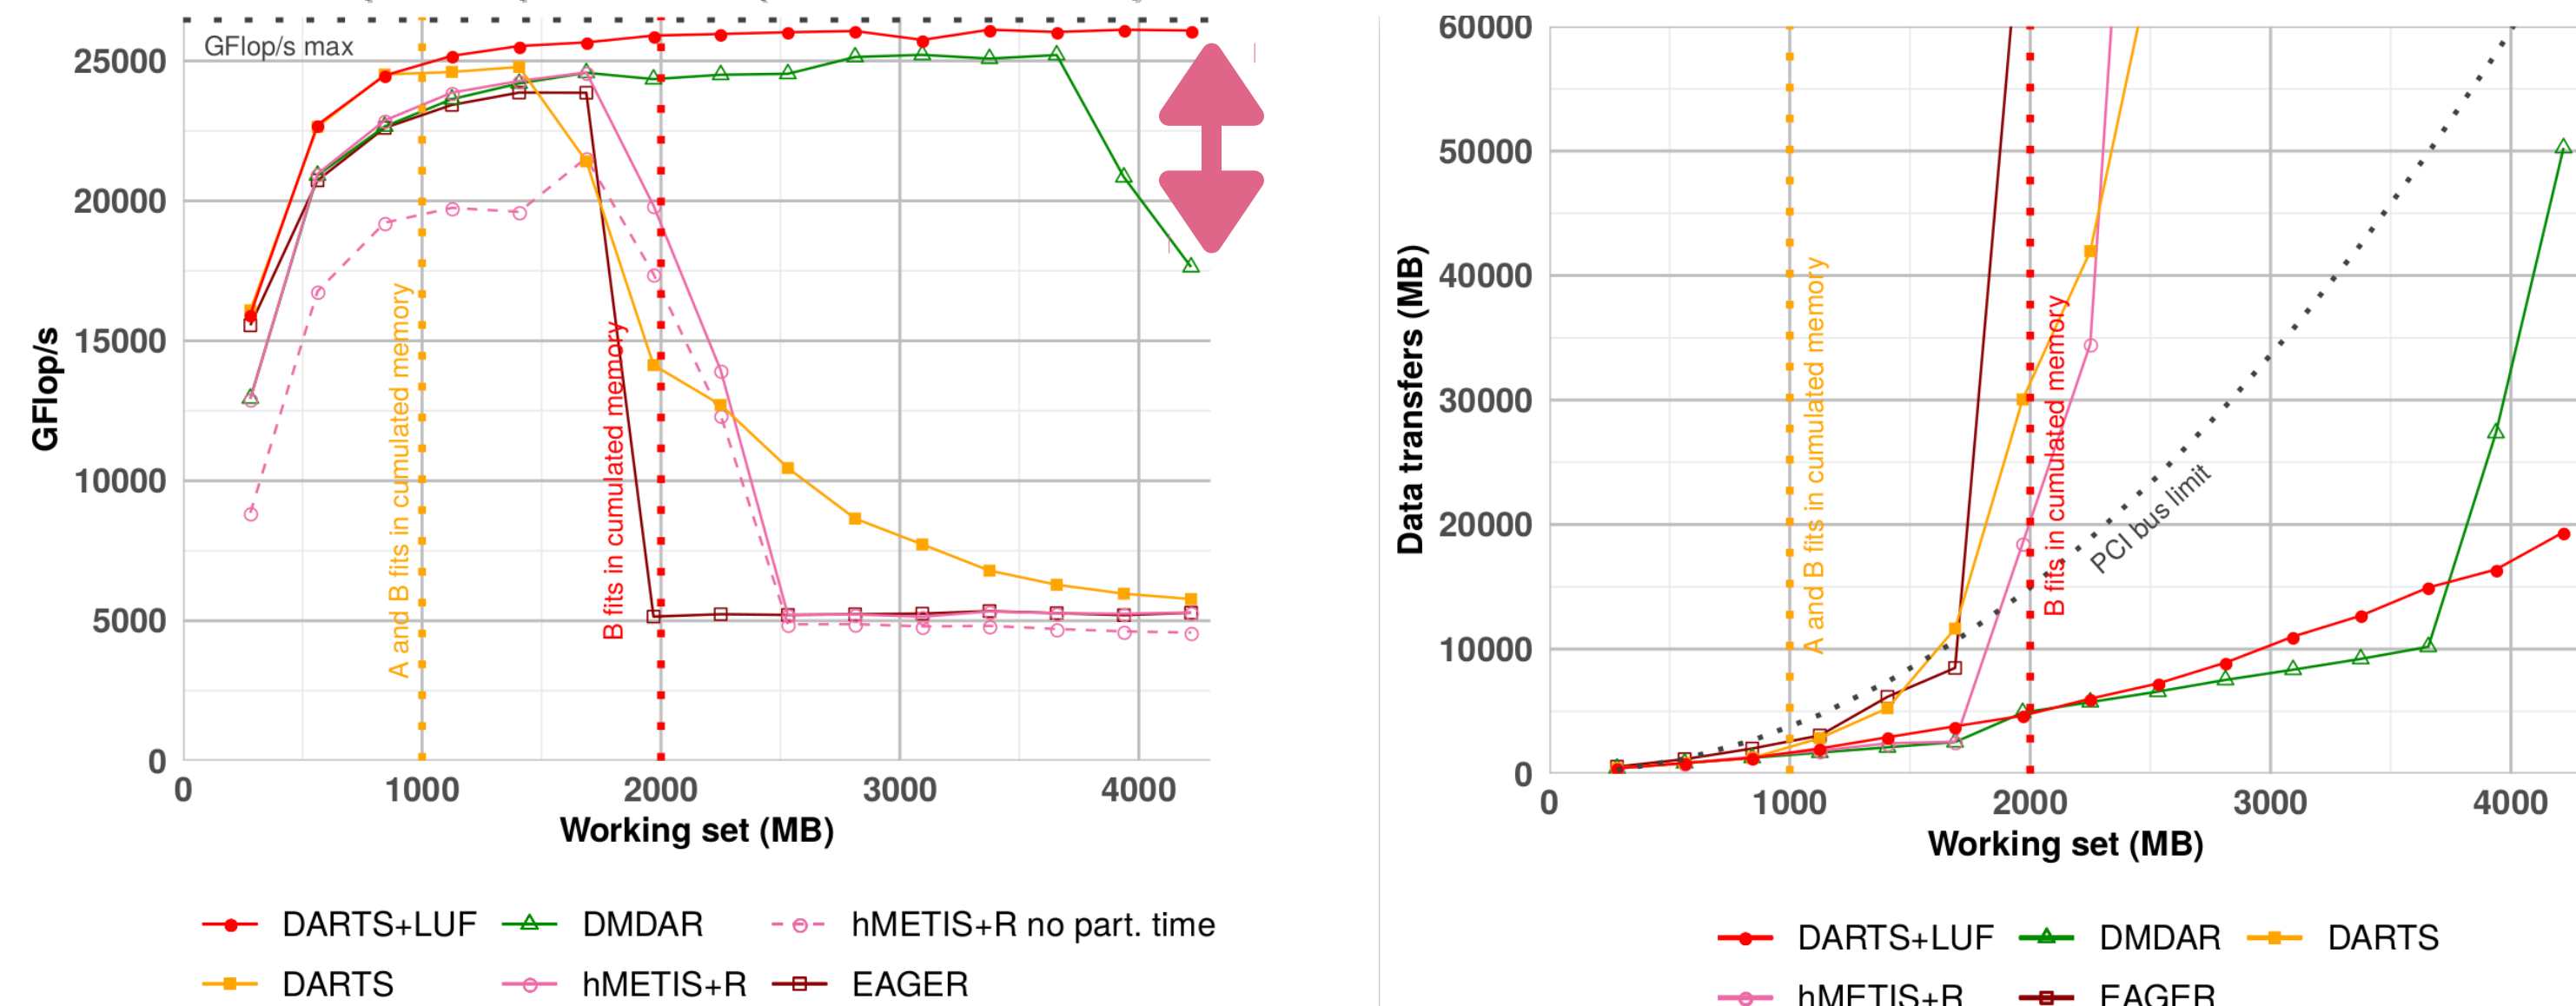 GFlop/s max
25000
20000
15000
10000
5000
0
GFlop/s
A and B fits in cumulated memory
B fits in cumulated memory
0 1000 2000 3000 4000
Working set (MB)
DARTS+LUF DMDAR hMETIS+R no part. time
DARTS hMETIS+R EAGER
60000
50000
40000
30000
20000
10000
0
Data transfers (MB)
A and B fits in cumulated memory
B fits in cumulated memory
PCI bus limit
0 1000 2000 3000 4000
Working set (MB)
DARTS+LUF DMDAR DARTS
hMETIS+R EAGER